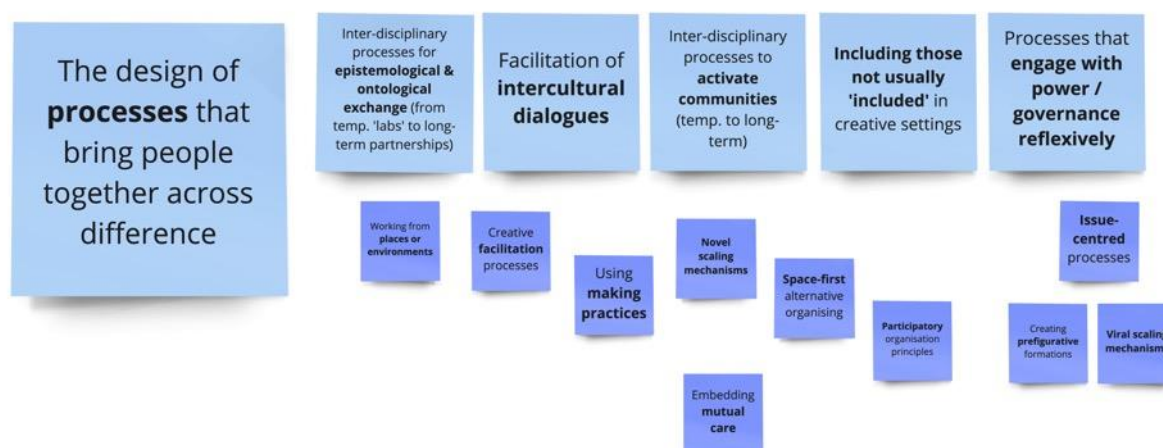 The design of
processes that
bring people
together across
difference
Inter-disciplinary
processes for
epistemological &
ontological
exchange (from
temp. 'labs' to long-
term partnerships)
Facilitation of
intercultural
dialogues
Inter-disciplinary
processes to
activate
communities
(temp. to long-
term)
Including those
not usually
'included' in
creative settings
Processes that
engage with
power /
governance
reflexively
Working from
places or
environments
Creative
facilitation
processes
Using
making
practices
Novel
scaling
mechanisms
Space-first
alternative
organising
Participatory
organisation
principles
Issue-
centred
processes
Creating
prefigurative
formations
Viral scaling
mechanism
Embedding
mutual
care